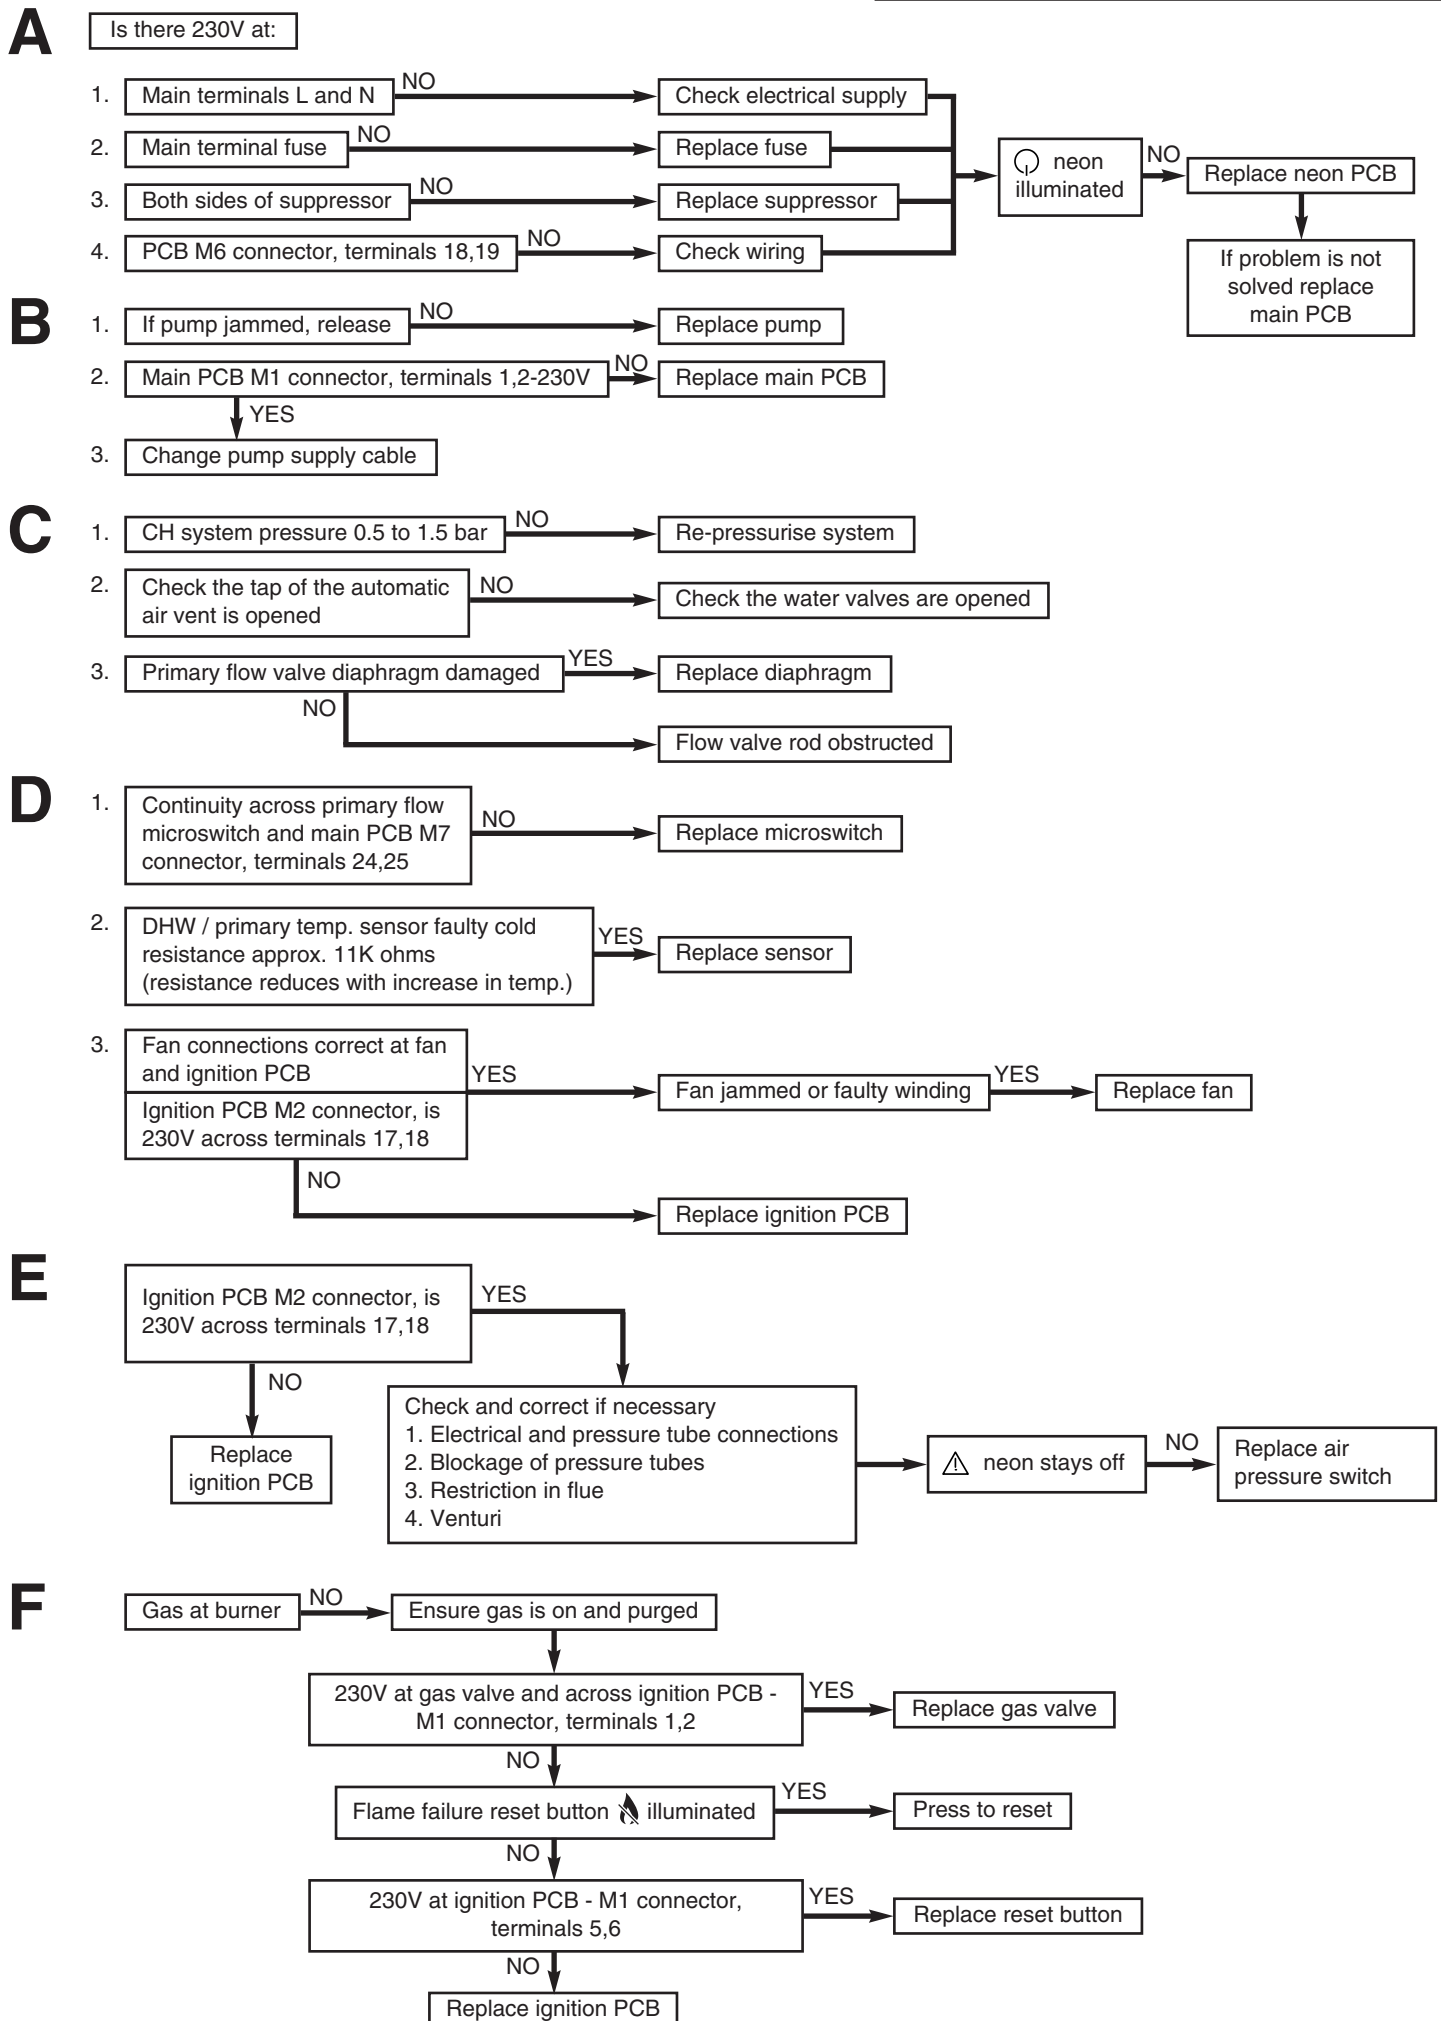 A
Is there 230V at:
1. Main terminals L and N
NO
Check electrical supply
2. Main terminal fuse
NO
Replace fuse
3. Both sides of suppressor
NO
Replace suppressor
4. PCB M6 connector, terminals 18,19
NO
Check wiring
neon
illuminated
NO
Replace neon PCB
If problem is not
solved replace
main PCB
B
1. If pump jammed, release
NO
Replace pump
2. Main PCB M1 connector, terminals 1,2-230V
NO
Replace main PCB
YES
3. Change pump supply cable
C
1. CH system pressure 0.5 to 1.5 bar
NO
Re-pressurise system
2. Check the tap of the automatic
air vent is opened
NO
Check the water valves are opened
3. Primary flow valve diaphragm damaged
YES
Replace diaphragm
NO
Flow valve rod obstructed
D
1. Continuity across primary flow
microswitch and main PCB M7
connector, terminals 24,25
NO
Replace microswitch
2. DHW / primary temp. sensor faulty cold
resistance approx. 11K ohms
(resistance reduces with increase in temp.)
YES
Replace sensor
3. Fan connections correct at fan
and ignition PCB
Ignition PCB M2 connector, is
230V across terminals 17,18
YES
Fan jammed or faulty winding
YES
Replace fan
NO
Replace ignition PCB
E
Ignition PCB M2 connector, is
230V across terminals 17,18
YES
NO
Replace
ignition PCB
Check and correct if necessary
1. Electrical and pressure tube connections
2. Blockage of pressure tubes
3. Restriction in flue
4. Venturi
neon stays off
NO
Replace air
pressure switch
F
Gas at burner
NO
Ensure gas is on and purged
230V at gas valve and across ignition PCB -
M1 connector, terminals 1,2
YES
Replace gas valve
NO
Flame failure reset button illuminated
YES
Press to reset
NO
230V at ignition PCB - M1 connector,
terminals 5,6
YES
Replace reset button
NO
Replace ignition PCB